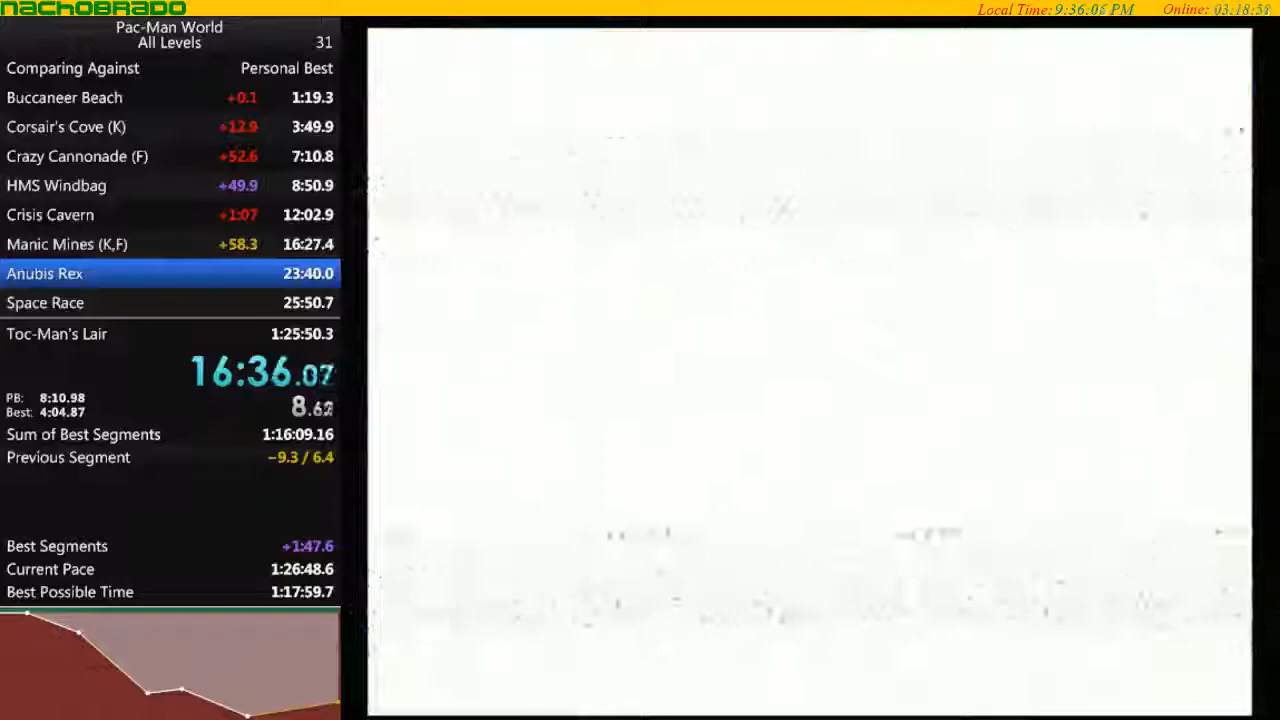 NACHOBRADO
Local Time: 9:36:06 PM Online: 03:18:58
Pac-Man World
All Levels 31
Comparing Against Personal Best
Buccaneer Beach +0.1 1:19.3
Corsair's Cove (K) +12.9 3:49.9
Crazy Cannonade (F) +52.6 7:10.8
HMS Windbag +49.9 8:50.9
Crisis Cavern +1:07 12:02.9
Manic Mines (K,F) +58.3 16:27.4
Anubis Rex 23:40.0
Space Race 25:50.7
Toc-Man's Lair 1:25:50.3
16:36.07
PB: 8:10.98
Best: 4:04.87
8.62
Sum of Best Segments 1:16:09.16
Previous Segment −9.3 / 6.4
Best Segments +1:47.6
Current Pace 1:26:48.6
Best Possible Time 1:17:59.7